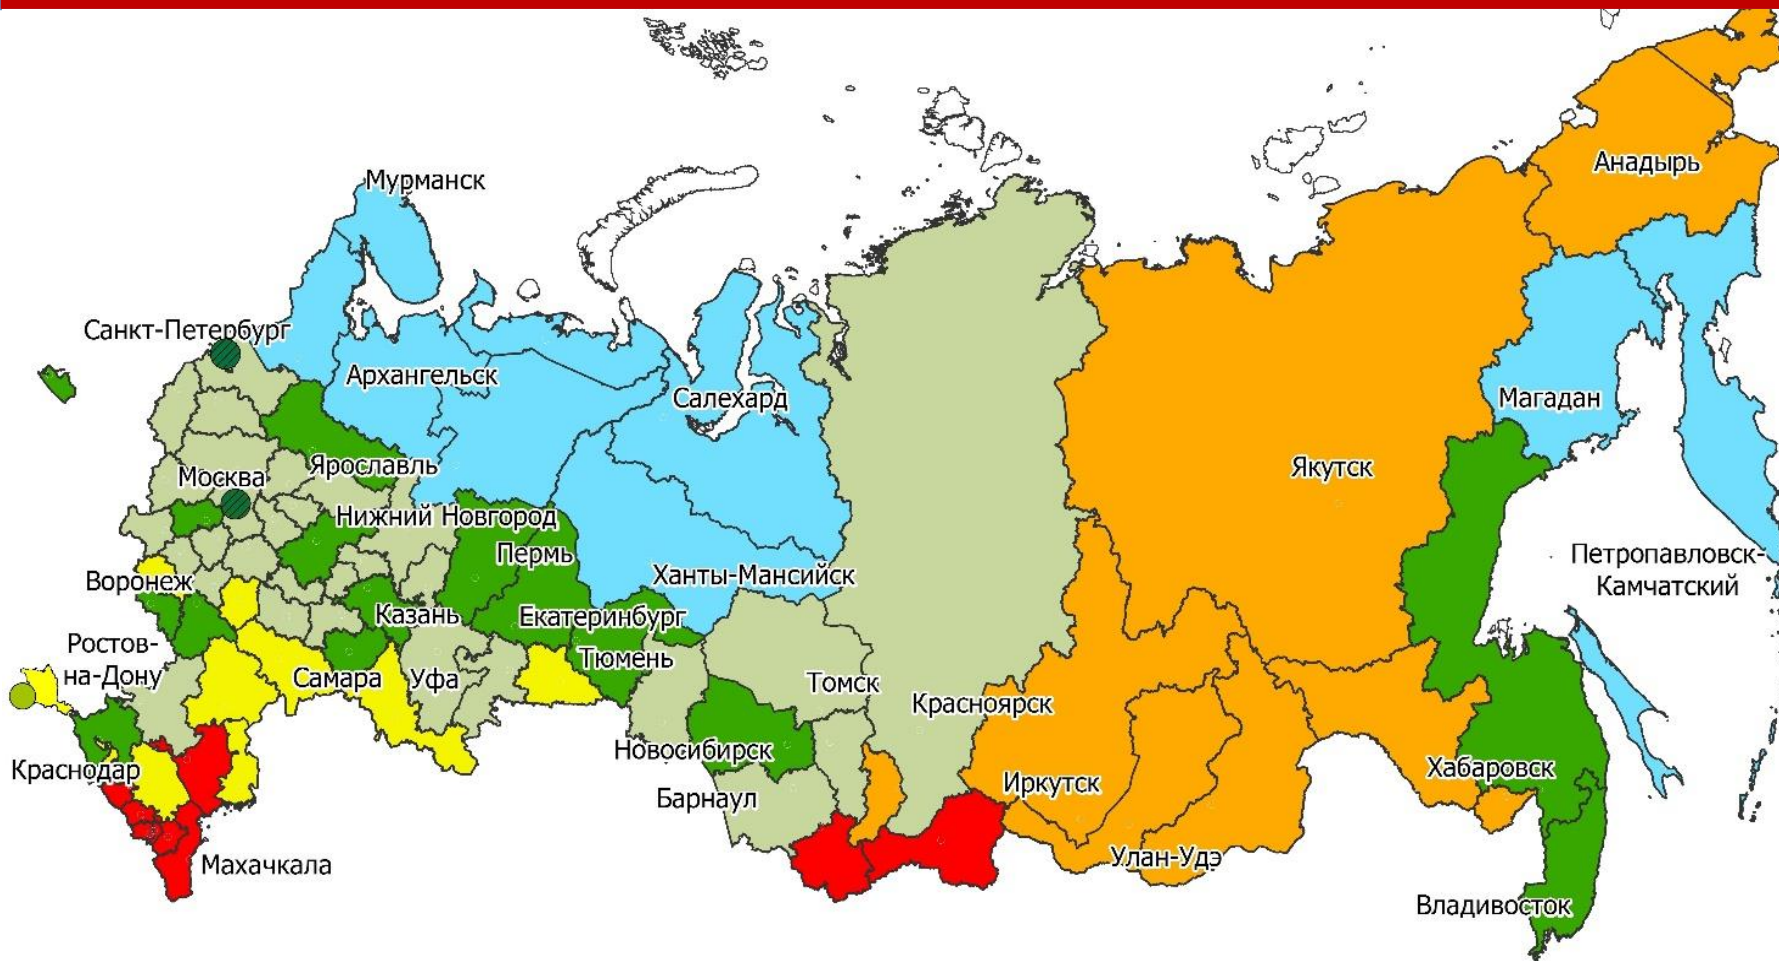 Мурманск
Анадырь
Санкт-Петербург
Архангельск
Салехард
Магадан
Ярославль
Москва
Якутск
Нижний Новгород
Пермь
Ханты-Мансийск
Петропавловск-
Камчатский
Воронеж
Казань
Екатеринбург
Ростов-
на-Дону
Тюмень
Самара
Уфа
Томск
Красноярск
Новосибирск
Краснодар
Хабаровск
Иркутск
Барнаул
Махачкала
Улан-Удэ
Владивосток